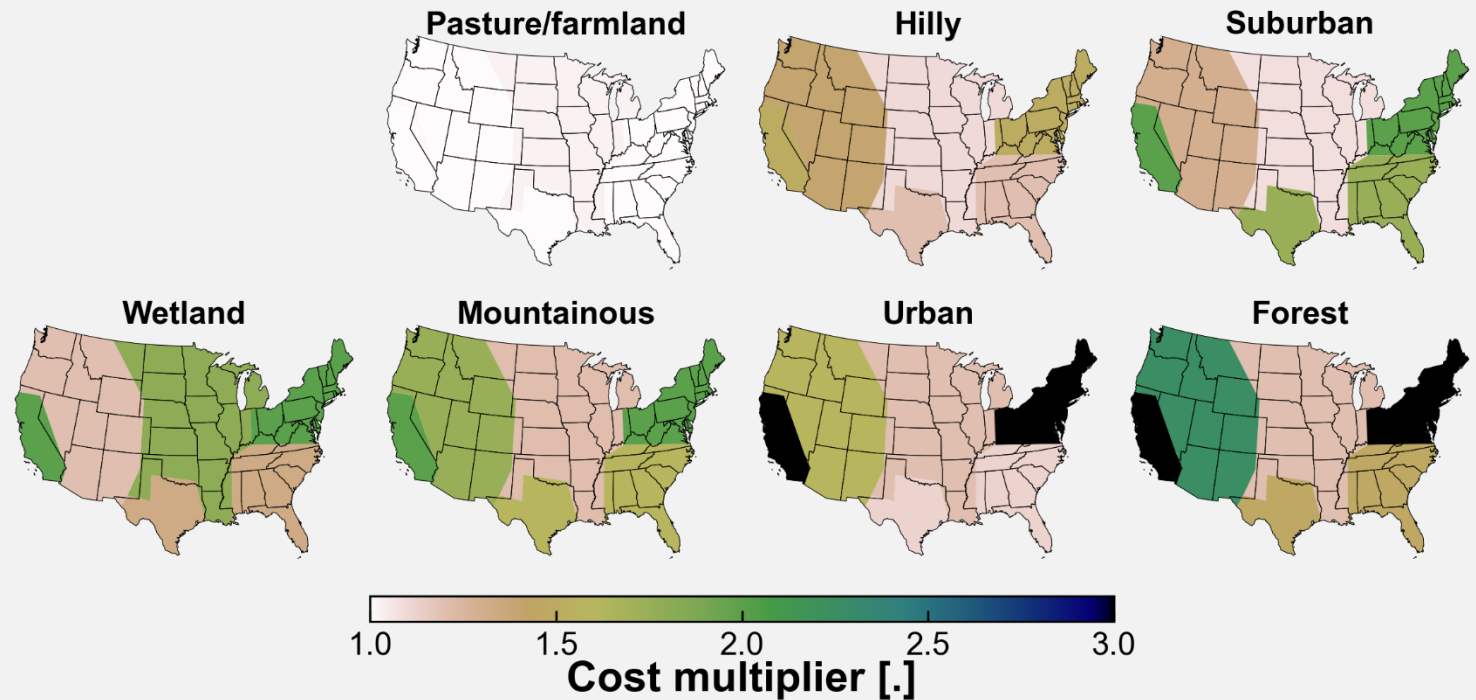 Pasture/farmland
Hilly
Suburban
Wetland
Mountainous
Urban
Forest
1.0 1.5 2.0 2.5 3.0
Cost multiplier [.]